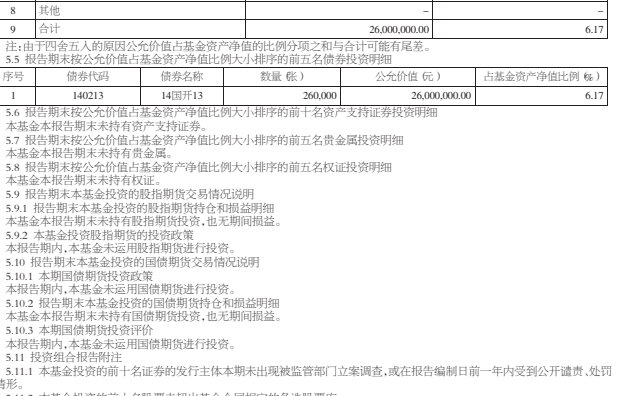 8 其他 – –
9 合计 26,000,000.00 6.17
注:由于四舍五入的原因公允价值占基金资产净值的比例分项之和与合计可能有尾差。
5.5 报告期末按公允价值占基金资产净值比例大小排序的前五名债券投资明细
序号 债券代码 债券名称 数量(张) 公允价值(元) 占基金资产净值比例(%)
1 140213 14国开13 260,000 26,000,000.00 6.17
5.6 报告期末按公允价值占基金资产净值比例大小排序的前十名资产支持证券投资明细
本基金本报告期末未持有资产支持证券。
5.7 报告期末按公允价值占基金资产净值比例大小排序的前五名贵金属投资明细
本基金本报告期末未持有贵金属。
5.8 报告期末按公允价值占基金资产净值比例大小排序的前五名权证投资明细
本基金本报告期末未持有权证。
5.9 报告期末本基金投资的股指期货交易情况说明
5.9.1 报告期末本基金投资的股指期货持仓和损益明细
本基金本报告期末未持有股指期货投资,也无期间损益。
5.9.2 本基金投资股指期货的投资政策
本报告期内,本基金未运用股指期货进行投资。
5.10 报告期末本基金投资的国债期货交易情况说明
5.10.1 本期国债期货投资政策
本报告期内,本基金未运用国债期货进行投资。
5.10.2 报告期末本基金投资的国债期货持仓和损益明细
本基金本报告期末未持有国债期货投资,也无期间损益。
5.10.3 本期国债期货投资评价
本报告期内,本基金未运用国债期货进行投资。
5.11 投资组合报告附注
5.11.1 本基金投资的前十名证券的发行主体本期未出现被监管部门立案调查,或在报告编制日前一年内受到公开谴责、处罚
情形。